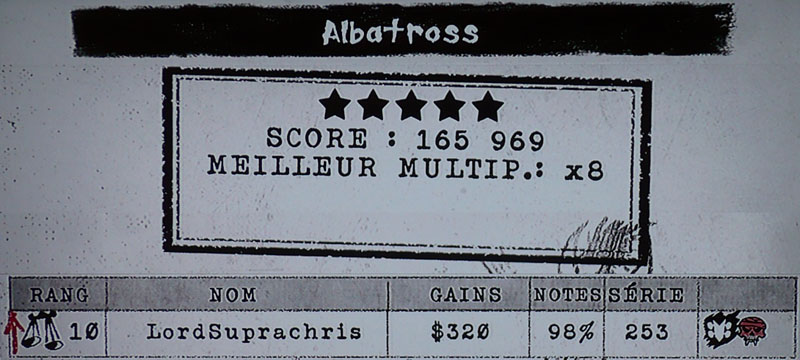 Albatross
SCORE : 165 969
MEILLEUR MULTIP.: x8
RANG NOM GAINS NOTES SÉRIE
10 LordSuprachris $320 98% 253